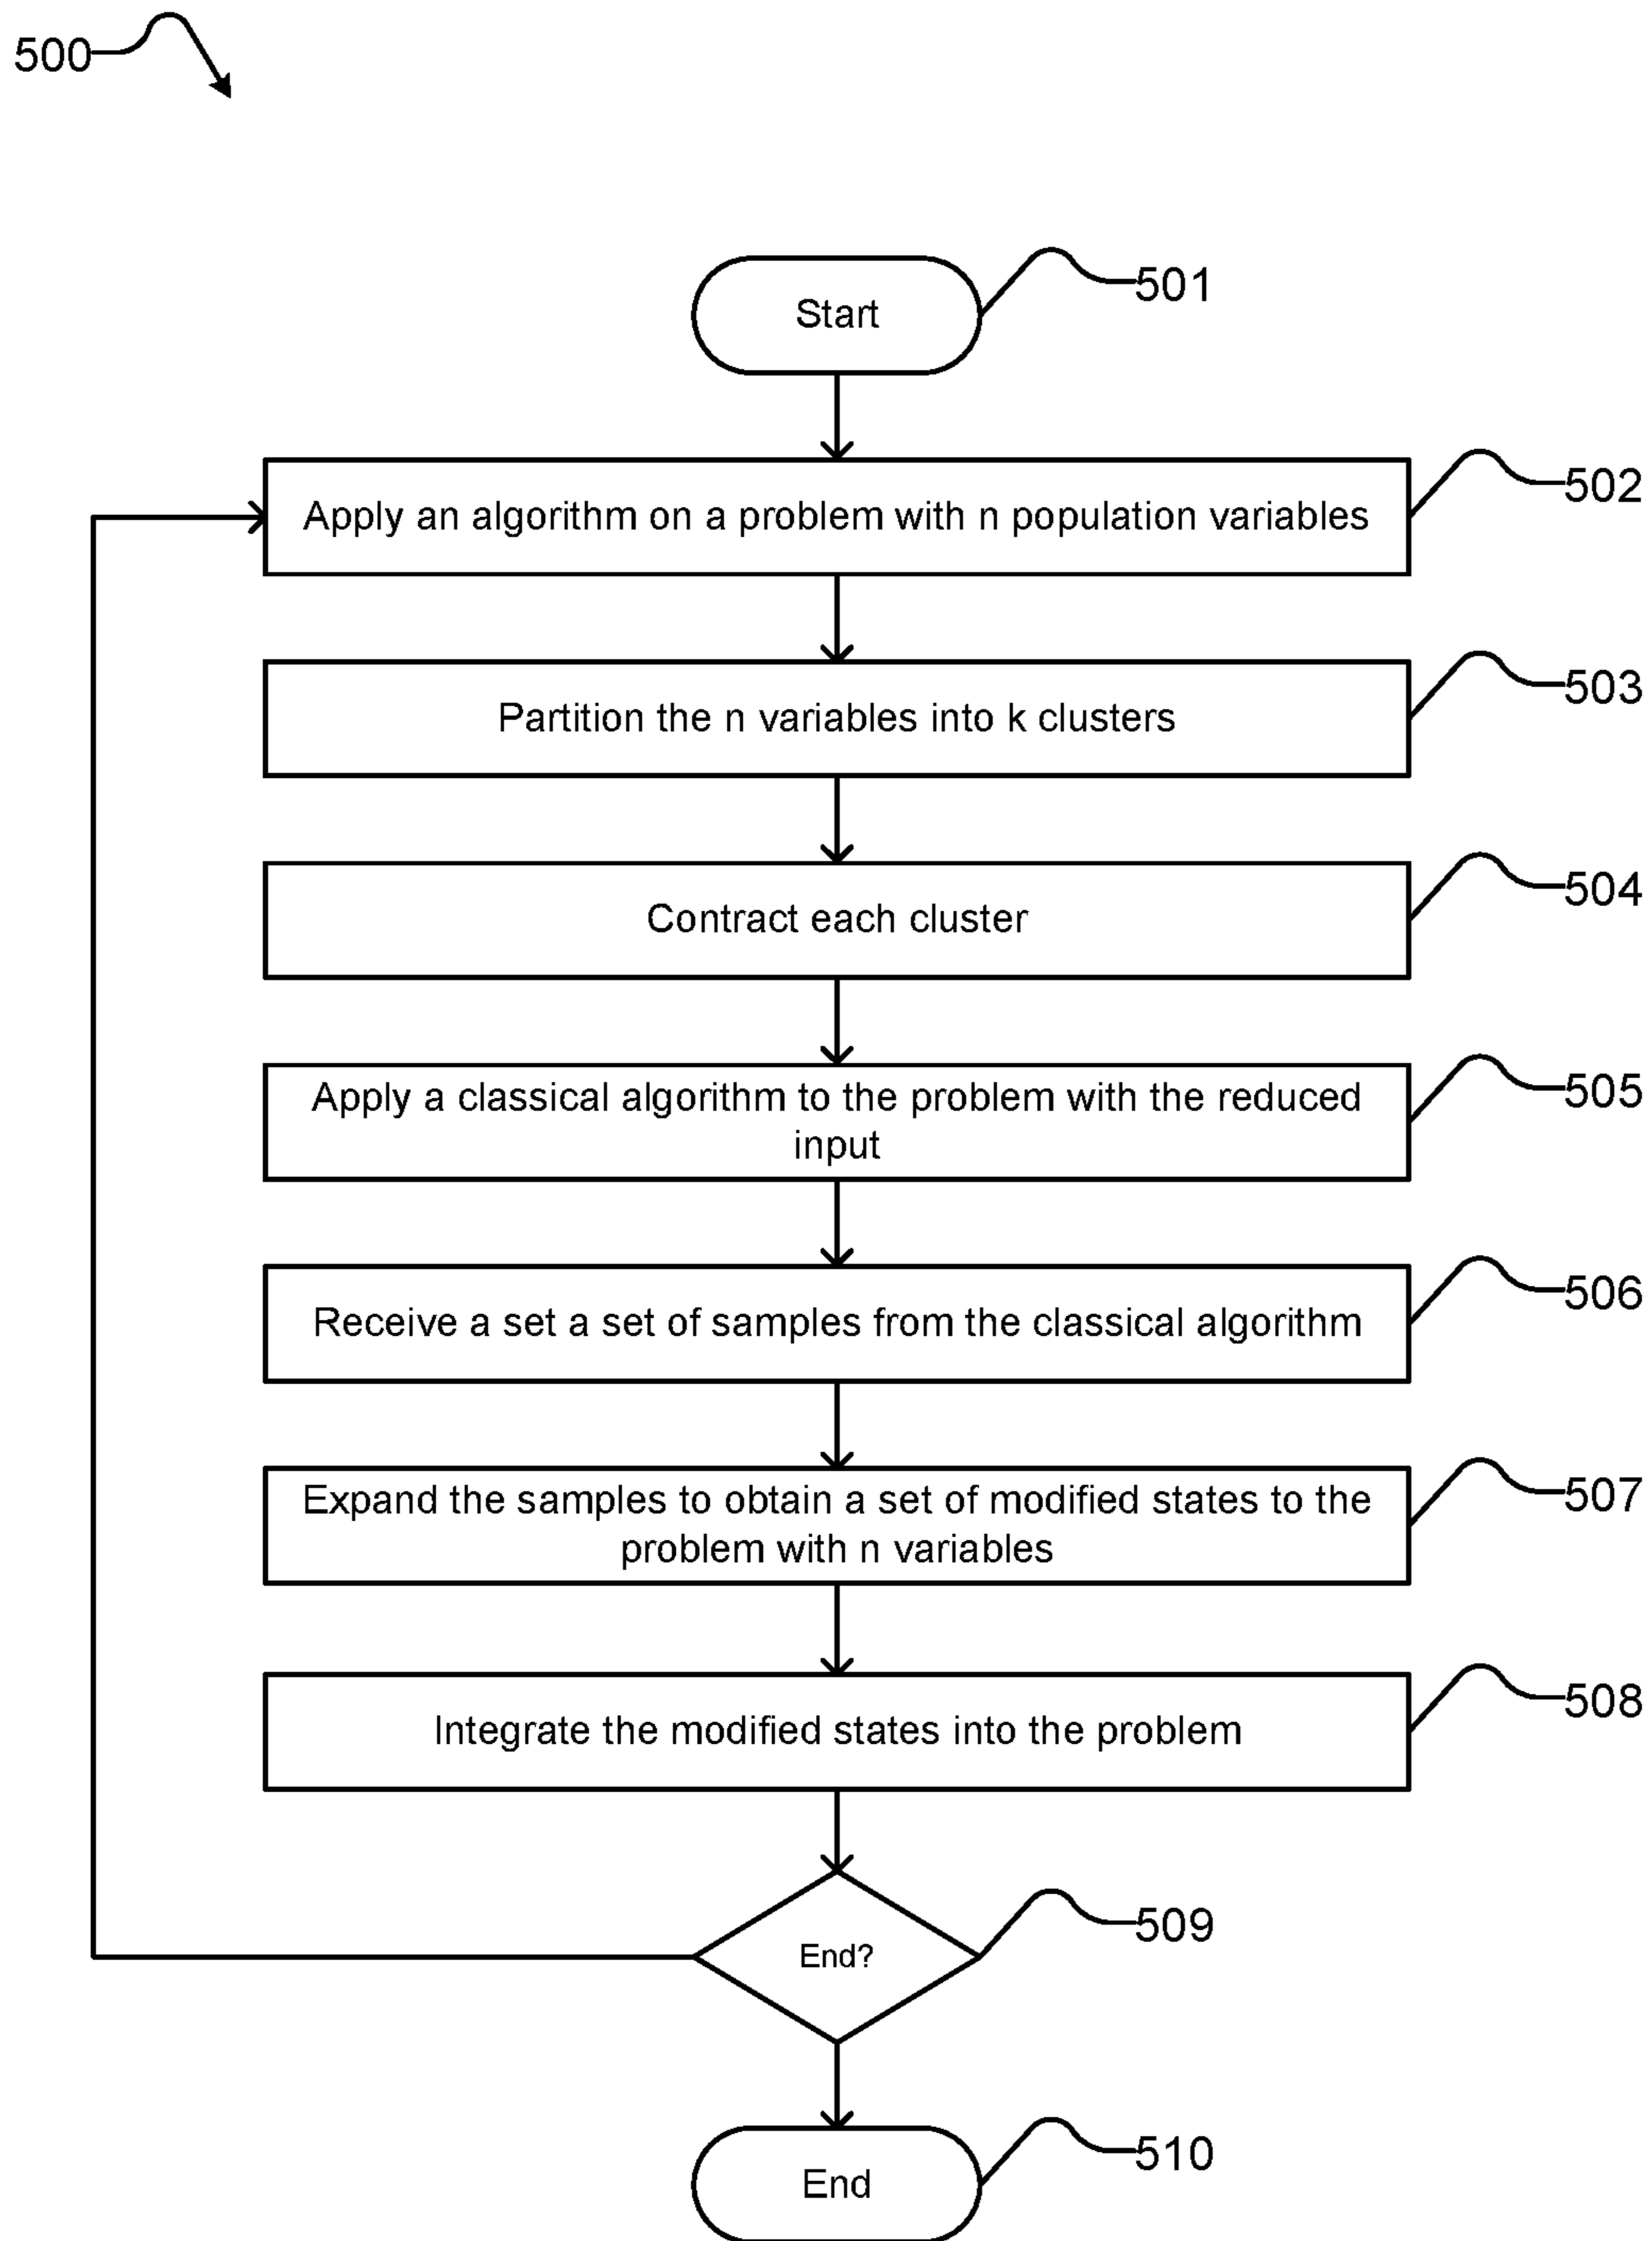 500
Start
501
Apply an algorithm on a problem with n population variables
502
Partition the n variables into k clusters
503
Contract each cluster
504
Apply a classical algorithm to the problem with the reduced
input
505
Receive a set a set of samples from the classical algorithm
506
Expand the samples to obtain a set of modified states to the
problem with n variables
507
Integrate the modified states into the problem
508
End?
509
End
510